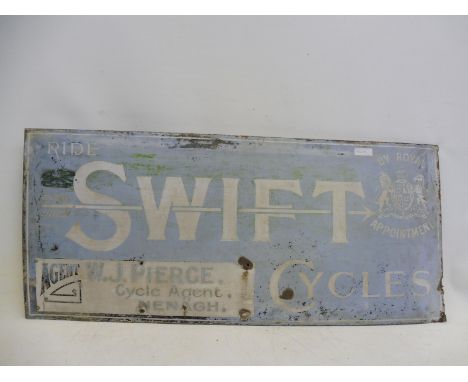 RIDE
SWIFT
BY ROYAL
APPOINTMENT
AGENT
W.J. PIERCE.
Cycle Agent.
NENAGH.
CYCLES